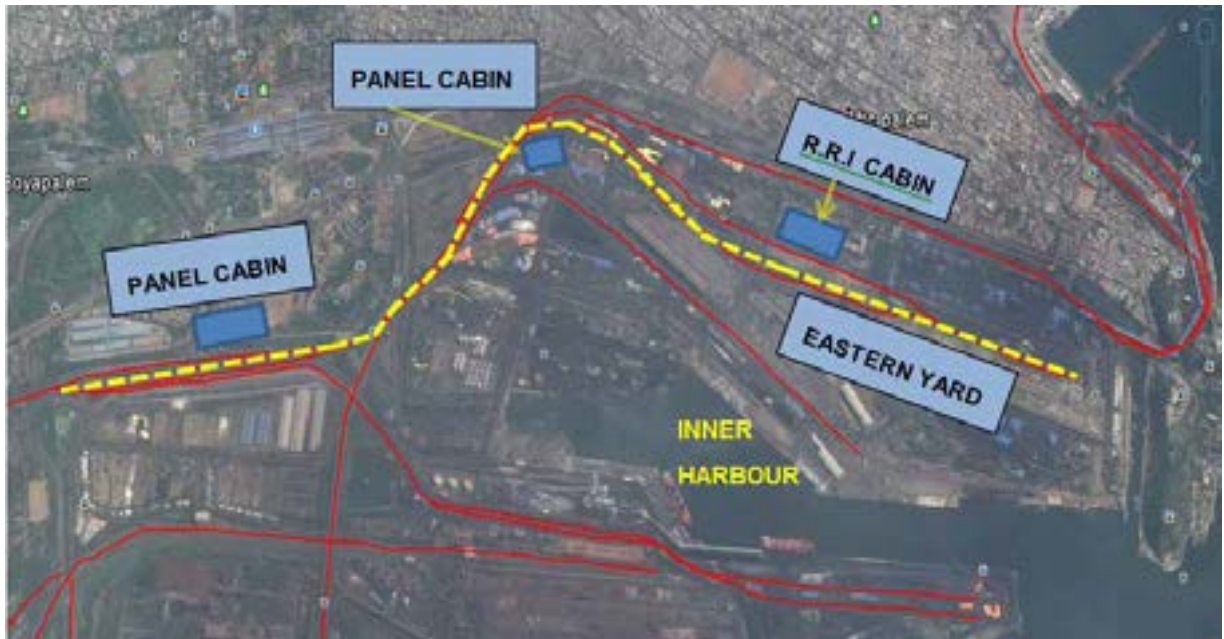 PANEL CABIN
R.R.I CABIN
PANEL CABIN
EASTERN YARD
INNER
HARBOUR